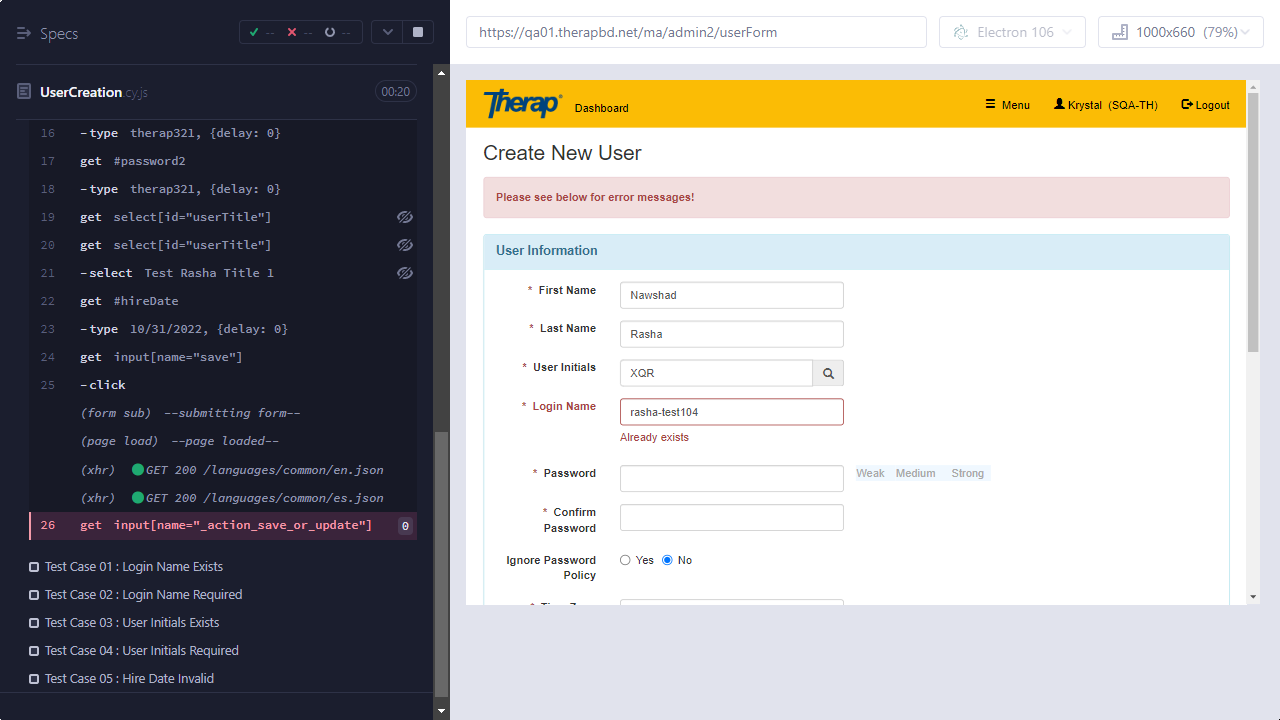 Specs
-- -- --
UserCreation.cy.js 00:20
16 -type therap321, {delay: 0}
17 get #password2
18 -type therap321, {delay: 0}
19 get select[id="userTitle"]
20 get select[id="userTitle"]
21 -select Test Rasha Title 1
22 get #hireDate
23 -type 10/31/2022, {delay: 0}
24 get input[name="save"]
25 -click
(form sub) --submitting form--
(page load) --page loaded--
(xhr) GET 200 /languages/common/en.json
(xhr) GET 200 /languages/common/es.json
26 get input[name="_action_save_or_update"] 0
Test Case 01 : Login Name Exists
Test Case 02 : Login Name Required
Test Case 03 : User Initials Exists
Test Case 04 : User Initials Required
Test Case 05 : Hire Date Invalid
https://qa01.therapbd.net/ma/admin2/userForm
Electron 106
1000x660 (79%)
Therap Dashboard Menu Krystal (SQA-TH) Logout
Create New User
Please see below for error messages!
User Information
* First Name Nawshad
* Last Name Rasha
* User Initials XQR
* Login Name rasha-test104
Already exists
* Password Weak Medium Strong
* Confirm
Password
Ignore Password Yes No
Policy